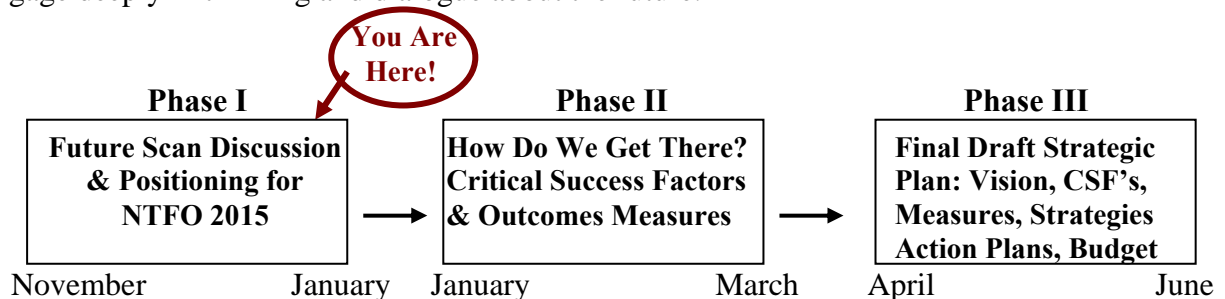 You Are
Here!
Phase I
Phase II
Phase III
Future Scan Discussion
& Positioning for
NTFO 2015
How Do We Get There?
Critical Success Factors
& Outcomes Measures
Final Draft Strategic
Plan: Vision, CSF's,
Measures, Strategies
Action Plans, Budget
November January January March April June